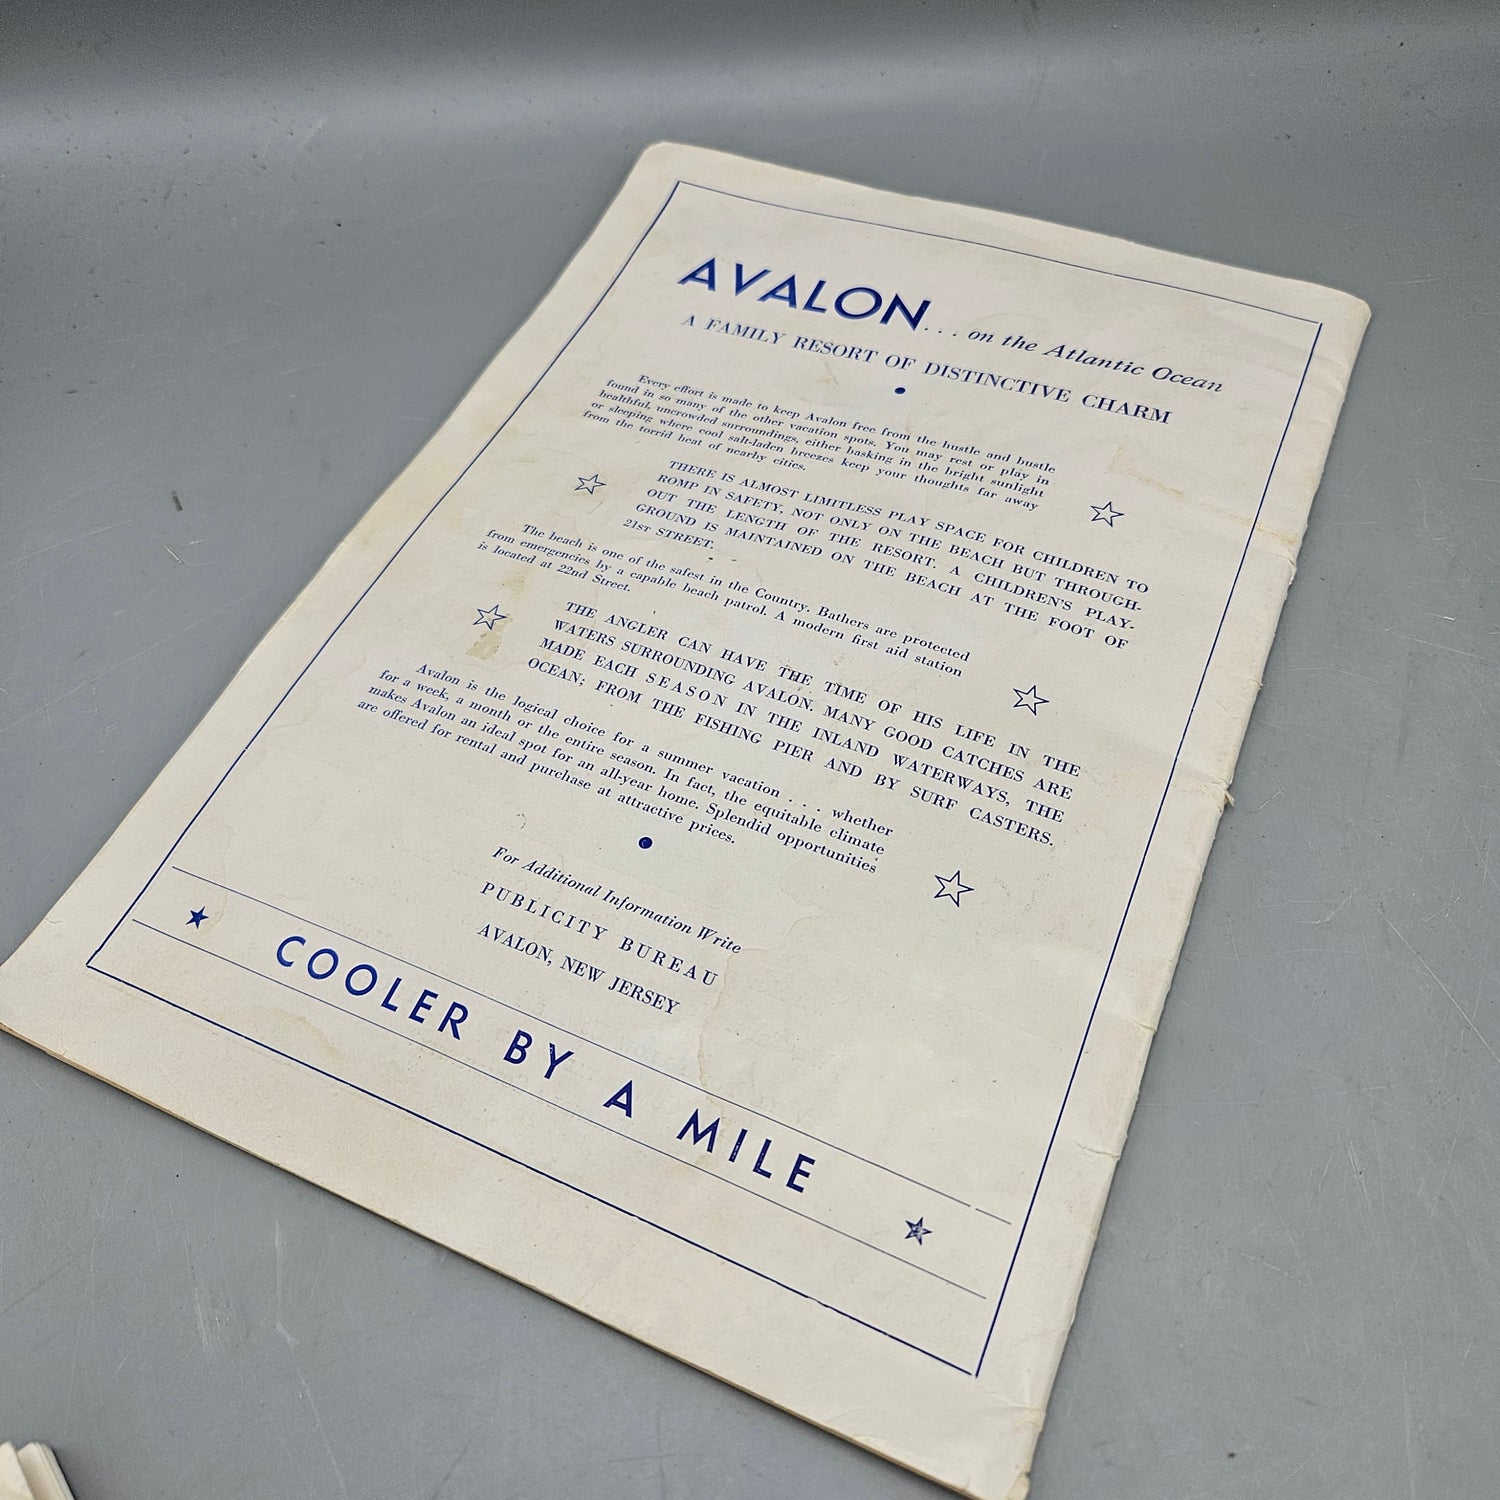 AVALON... on the Atlantic Ocean
A FAMILY RESORT OF DISTINCTIVE CHARM
Every effort is made to keep Avalon free from the hustle and bustle
found in so many of the other vacation spots. You may rest or play in
healthful, uncrowded surroundings, either basking in the bright sunlight
or sleeping where cool salt-laden breezes keep your thoughts far away
from the torrid heat of nearby cities.
THERE IS ALMOST LIMITLESS PLAY SPACE FOR CHILDREN TO
ROMP IN SAFETY, NOT ONLY ON THE BEACH BUT THROUGH-
OUT THE LENGTH OF THE RESORT. A CHILDREN'S PLAY-
GROUND IS MAINTAINED ON THE BEACH AT THE FOOT OF
21ST STREET.
The beach is one of the safest in the Country. Bathers are protected
from emergencies by a capable beach patrol. A modern first aid station
is located at 22nd Street.
THE ANGLER CAN HAVE THE TIME OF HIS LIFE IN THE
WATERS SURROUNDING AVALON. MANY GOOD CATCHES ARE
MADE EACH SEASON IN THE INLAND WATERWAYS, THE
OCEAN; FROM THE FISHING PIER AND BY SURF CASTERS.
Avalon is the logical choice for a summer vacation . . . whether
for a week, a month or the entire season. In fact, the equitable climate
makes Avalon an ideal spot for an all-year home. Splendid opportunities
are offered for rental and purchase at attractive prices.
For Additional Information Write
PUBLICITY BUREAU
AVALON, NEW JERSEY
COOLER BY A MILE